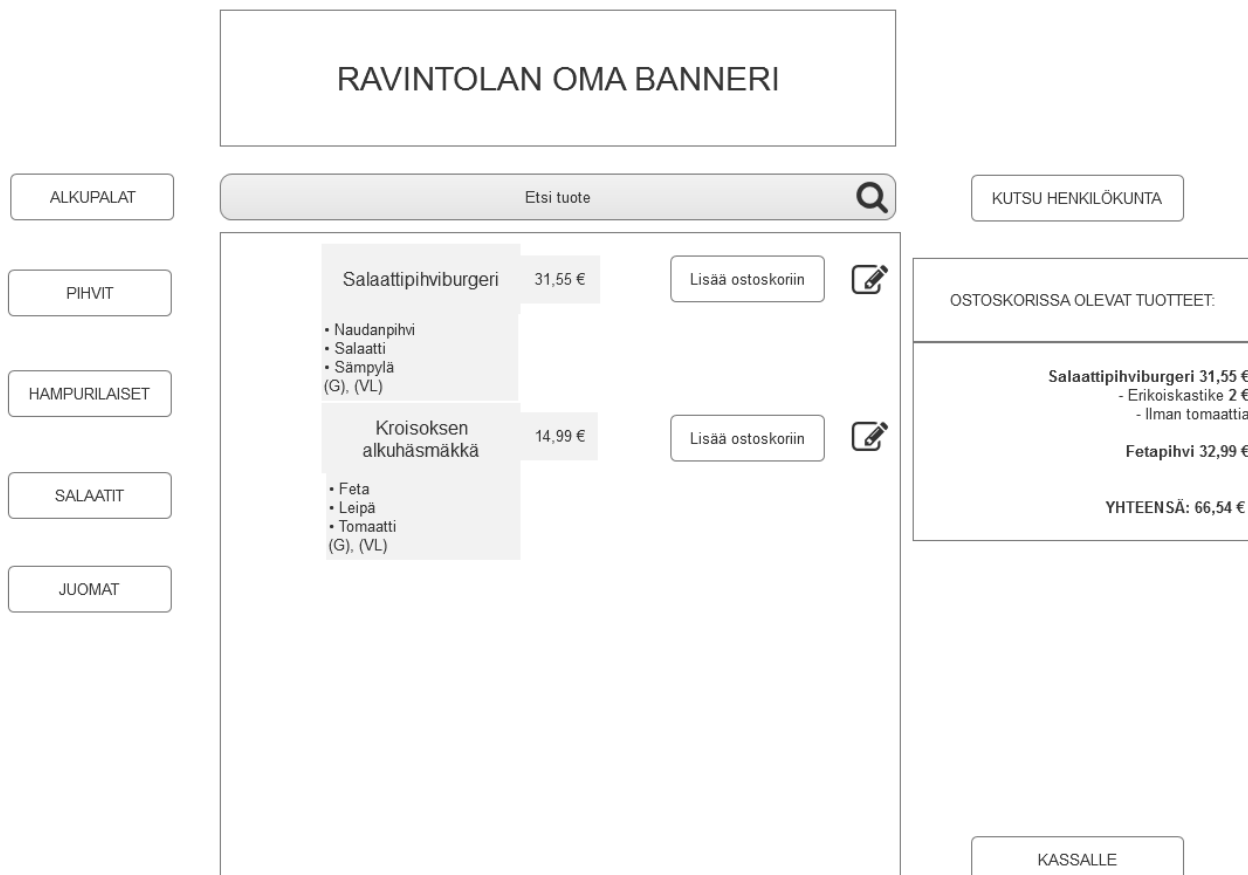 RAVINTOLAN OMA BANNERI
ALKUPALAT
PIHVIT
HAMPURILAISET
SALAATIT
JUOMAT
Etsi tuote
Salaattipihviburgeri
31,55 €
Lisää ostoskoriin
• Naudanpihvi
• Salaatti
• Sämpylä
(G), (VL)
Kroisoksen
alkuhäsmäkkä
14,99 €
Lisää ostoskoriin
• Feta
• Leipä
• Tomaatti
(G), (VL)
KUTSU HENKILÖKUNTA
OSTOSKORISSA OLEVAT TUOTTEET:
Salaattipihviburgeri 31,55 €
- Erikoiskastike 2 €
- Ilman tomaattia
Fetapihvi 32,99 €
YHTEENSÄ: 66,54 €
KASSALLE